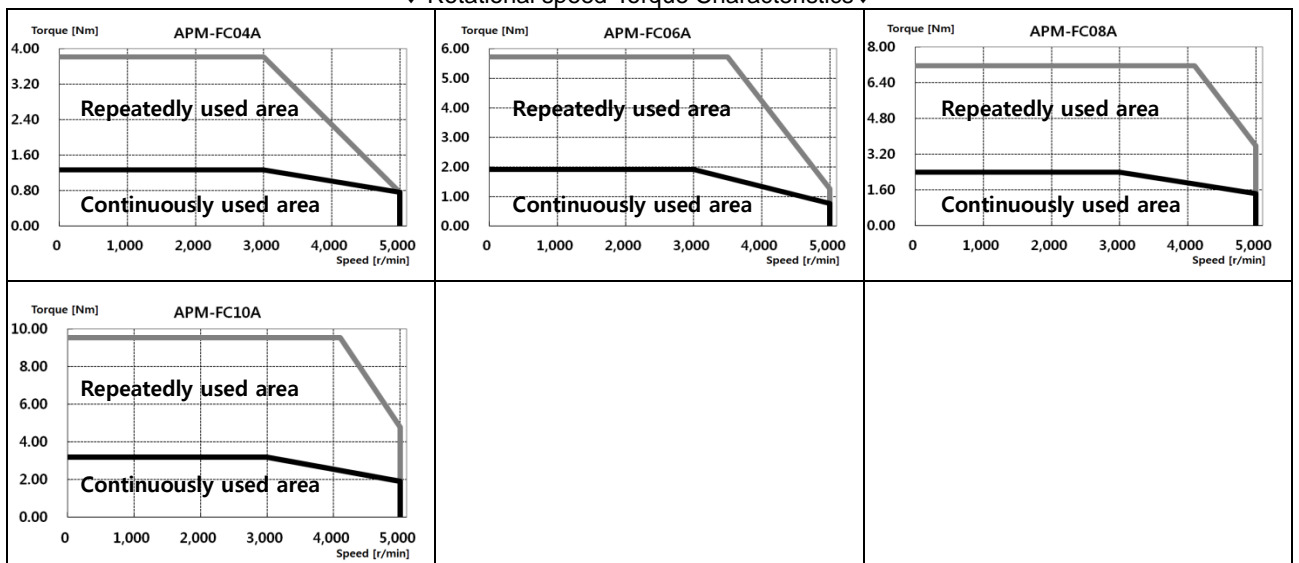 ▼ Rotational speed-Torque Characteristics▼
Torque [Nm] APM-FC04A
4.00
3.20
2.40
1.60
0.80
0.00
Repeatedly used area
Continuously used area
0 1,000 2,000 3,000 4,000 5,000
Speed [r/min]
Torque [Nm] APM-FC06A
6.00
5.00
4.00
3.00
2.00
1.00
0.00
Repeatedly used area
Continuously used area
0 1,000 2,000 3,000 4,000 5,000
Speed [r/min]
Torque [Nm] APM-FC08A
8.00
6.40
4.80
3.20
1.60
0.00
Repeatedly used area
Continuously used area
0 1,000 2,000 3,000 4,000 5,000
Speed [r/min]
Torque [Nm] APM-FC10A
10.00
8.00
6.00
4.00
2.00
0.00
Repeatedly used area
Continuously used area
0 1,000 2,000 3,000 4,000 5,000
Speed [r/min]